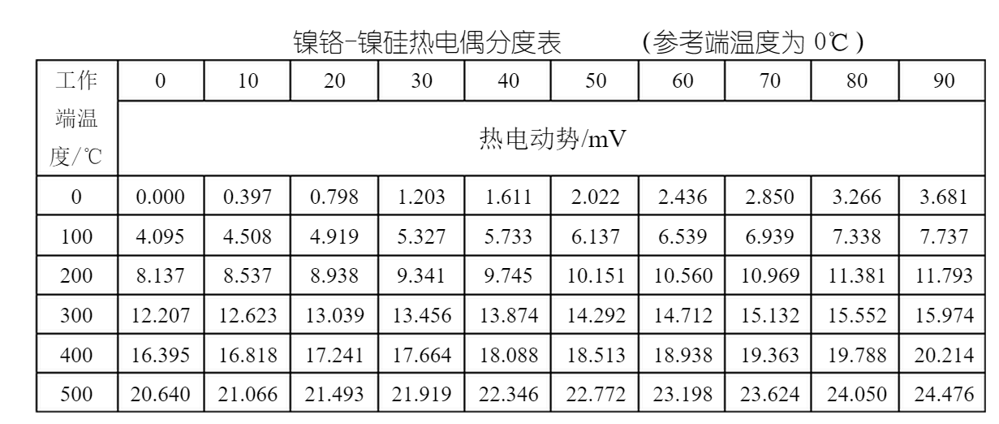 镍铬-镍硅热电偶分度表 (参考端温度为 0℃)
工作端温度/℃ 0 10 20 30 40 50 60 70 80 90
热电动势/mV
0 0.000 0.397 0.798 1.203 1.611 2.022 2.436 2.850 3.266 3.681
100 4.095 4.508 4.919 5.327 5.733 6.137 6.539 6.939 7.338 7.737
200 8.137 8.537 8.938 9.341 9.745 10.151 10.560 10.969 11.381 11.793
300 12.207 12.623 13.039 13.456 13.874 14.292 14.712 15.132 15.552 15.974
400 16.395 16.818 17.241 17.664 18.088 18.513 18.938 19.363 19.788 20.214
500 20.640 21.066 21.493 21.919 22.346 22.772 23.198 23.624 24.050 24.476